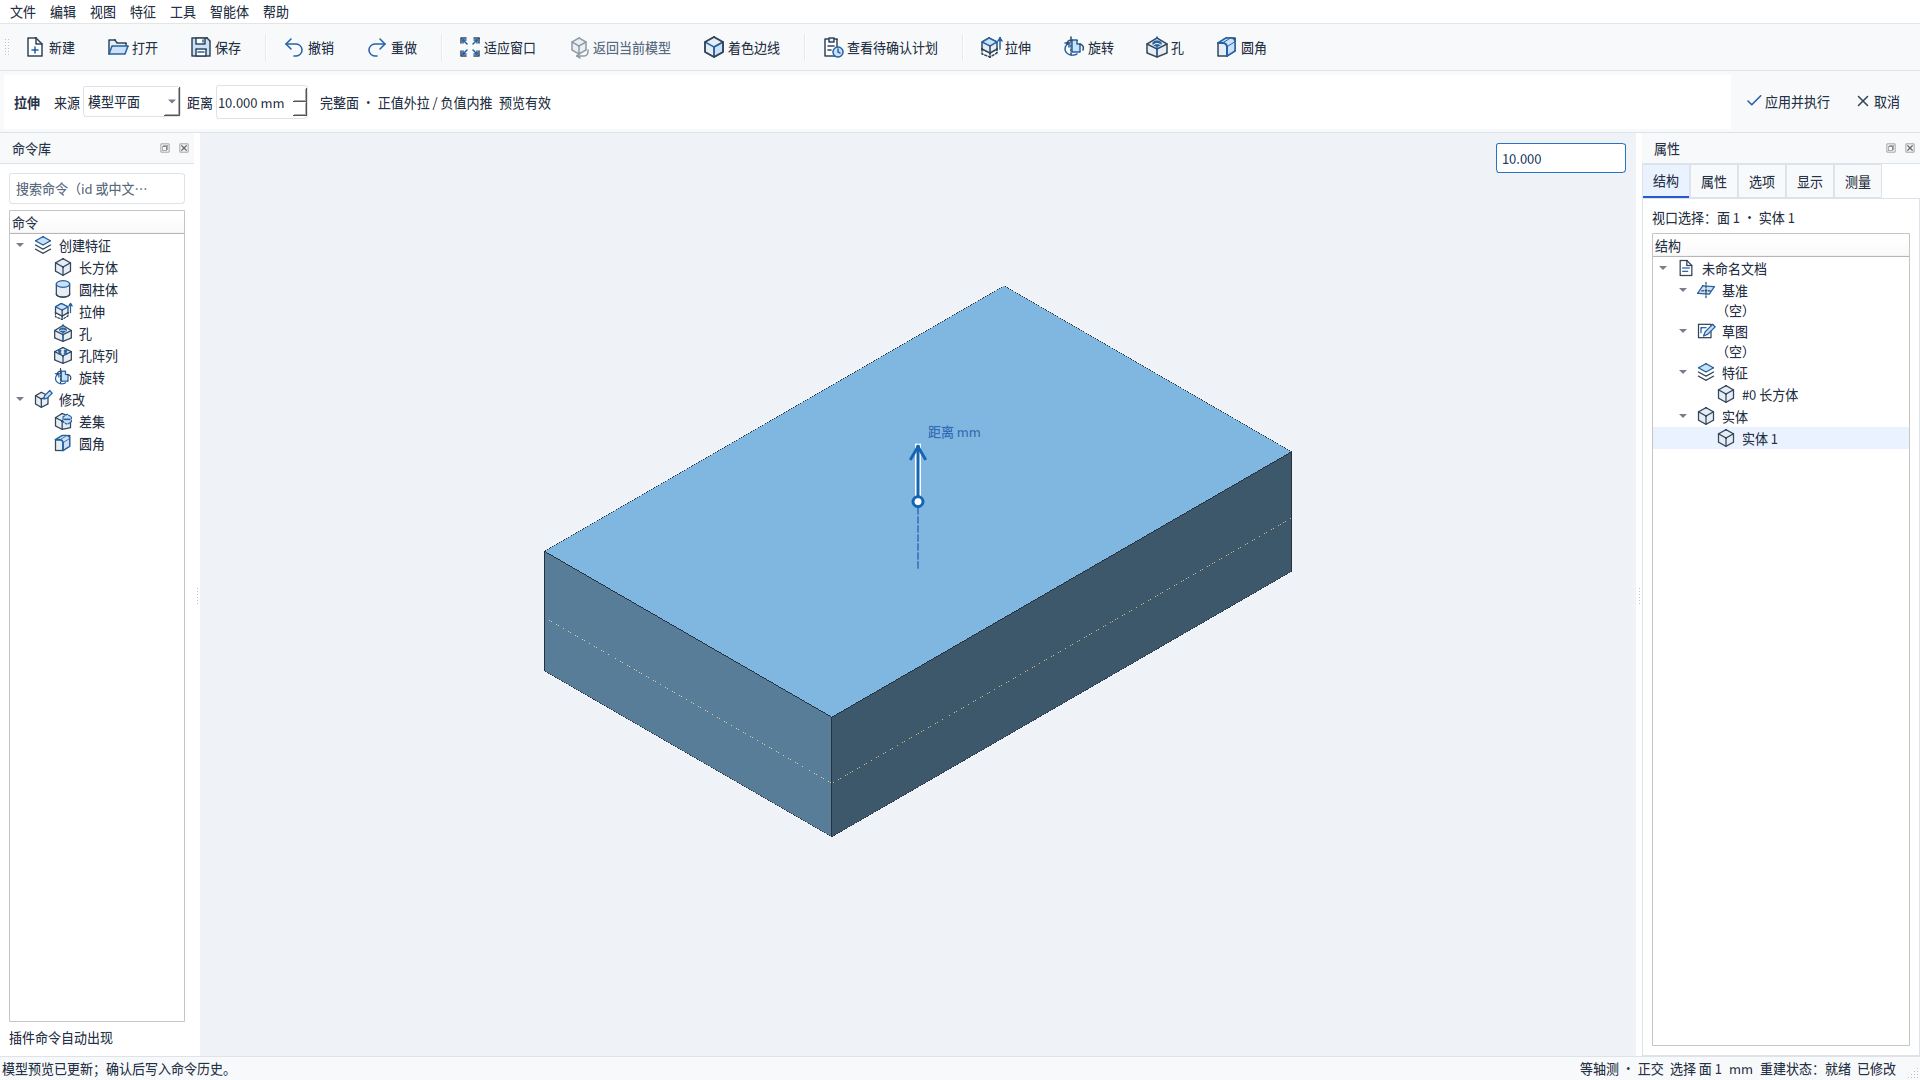 文件 编辑 视图 特征 工具 智能体 帮助
新建 打开 保存 撤销 重做 适应窗口 返回当前模型 着色边线 查看待确认计划 拉伸 旋转 孔 圆角
拉伸 来源 模型平面 距离 10.000 mm 完整面 · 正值外拉 / 负值内推 预览有效 应用并执行 取消
命令库
搜索命令（id 或中文…
命令
创建特征
长方体
圆柱体
拉伸
孔
孔阵列
旋转
修改
差集
圆角
插件命令自动出现
10.000
距离 mm
属性
结构 属性 选项 显示 测量
视口选择：面 1 · 实体 1
结构
未命名文档
基准
（空）
草图
（空）
特征
#0 长方体
实体
实体 1
模型预览已更新；确认后写入命令历史。
等轴测 · 正交 选择 面 1 mm 重建状态：就绪 已修改